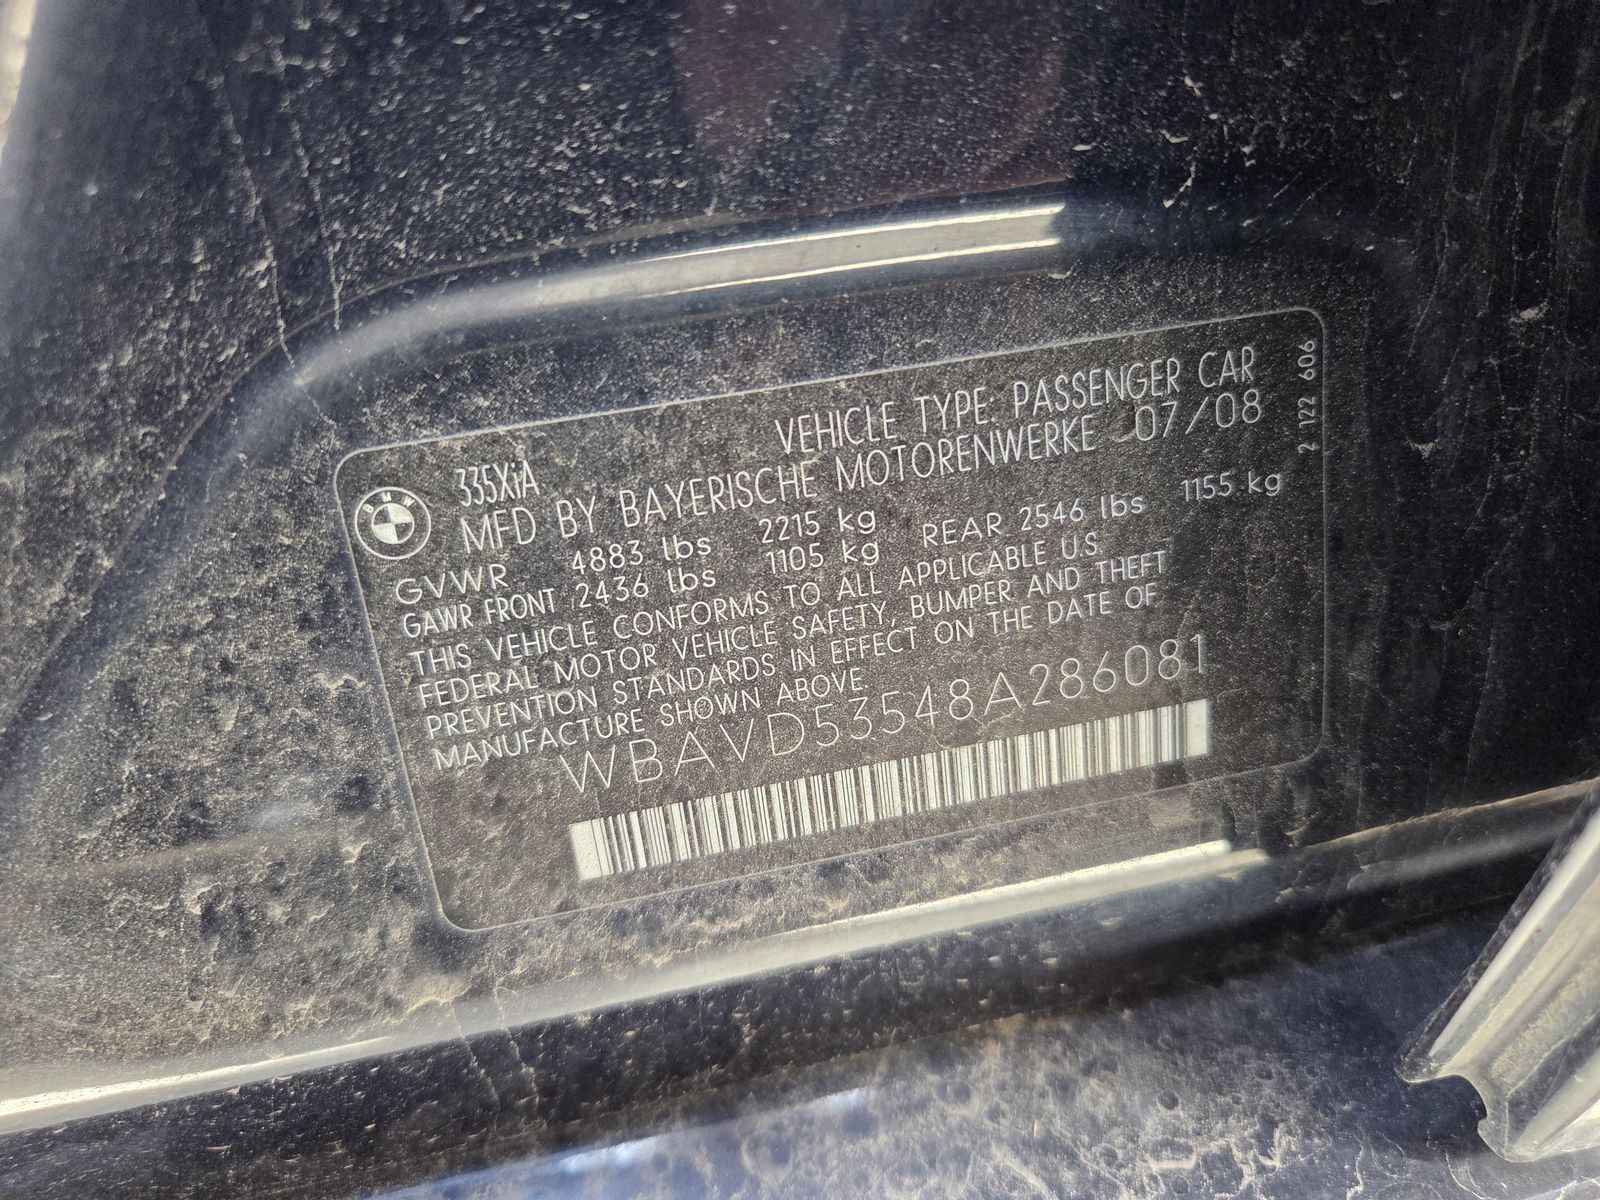 BMW
335XiA
VEHICLE TYPE: PASSENGER CAR
MFD BY BAYERISCHE MOTORENWERKE 07/08
GVWR 4883 lbs 2215 kg
GAWR FRONT 2436 lbs 1105 kg REAR 2546 lbs 1155 kg
THIS VEHICLE CONFORMS TO ALL APPLICABLE U.S.
FEDERAL MOTOR VEHICLE SAFETY, BUMPER AND THEFT
PREVENTION STANDARDS IN EFFECT ON THE DATE OF
MANUFACTURE SHOWN ABOVE.
WBAVD53548A286081
2 122 606